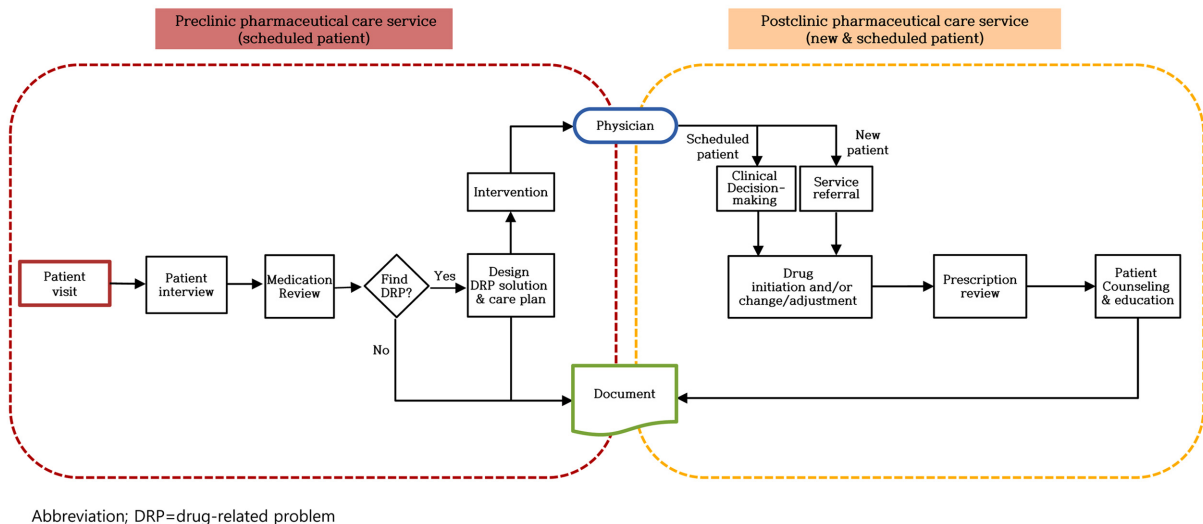 Preclinic pharmaceutical care service
(scheduled patient)
Postclinic pharmaceutical care service
(new & scheduled patient)
Physician
Scheduled
patient
New
patient
Intervention
Clinical
Decision-
making
Service
referral
Patient
visit
Patient
interview
Medication
Review
Find
DRP?
Yes
Design
DRP solution
& care plan
Drug
initiation and/or
change/adjustment
Prescription
review
Patient
Counseling
& education
No
Document
Abbreviation; DRP=drug-related problem